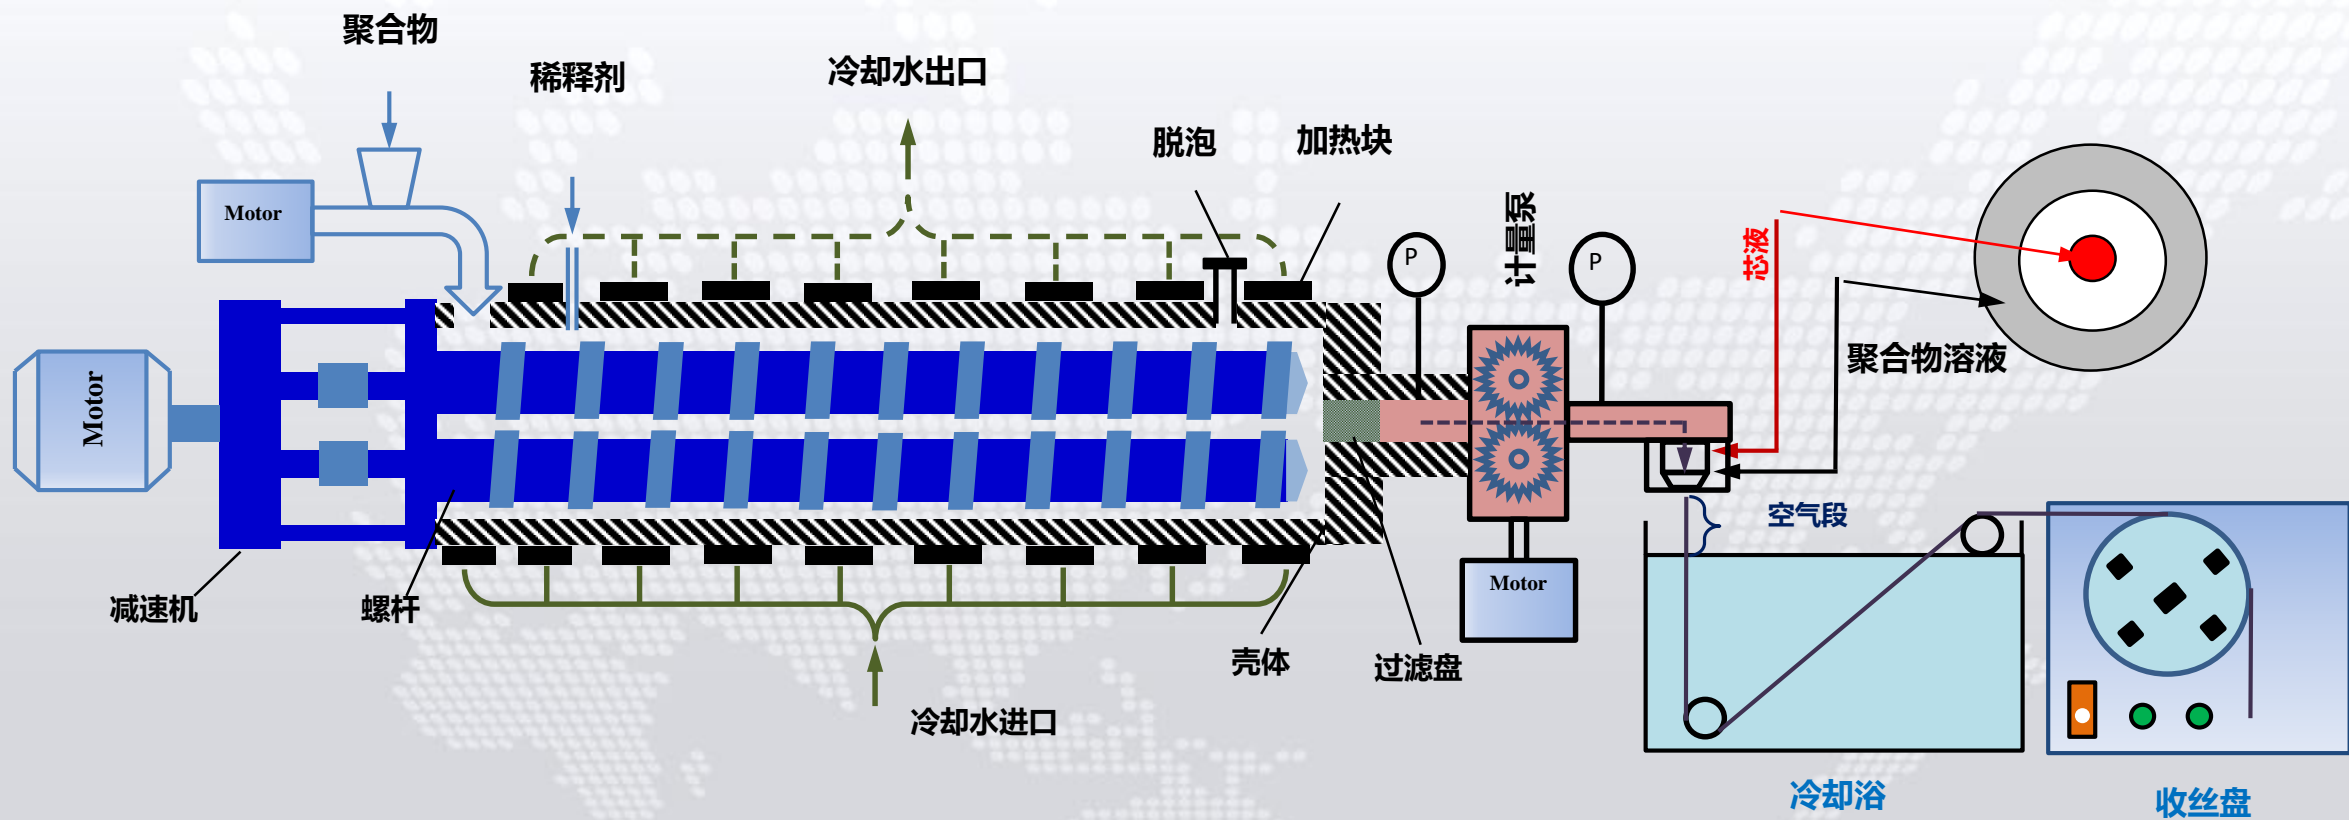 聚合物
稀释剂
冷却水出口
脱泡
加热块
计量泵
Motor
P
P
芯液
聚合物溶液
Motor
空气段
减速机
螺杆
Motor
壳体
过滤盘
冷却水进口
冷却浴
收丝盘